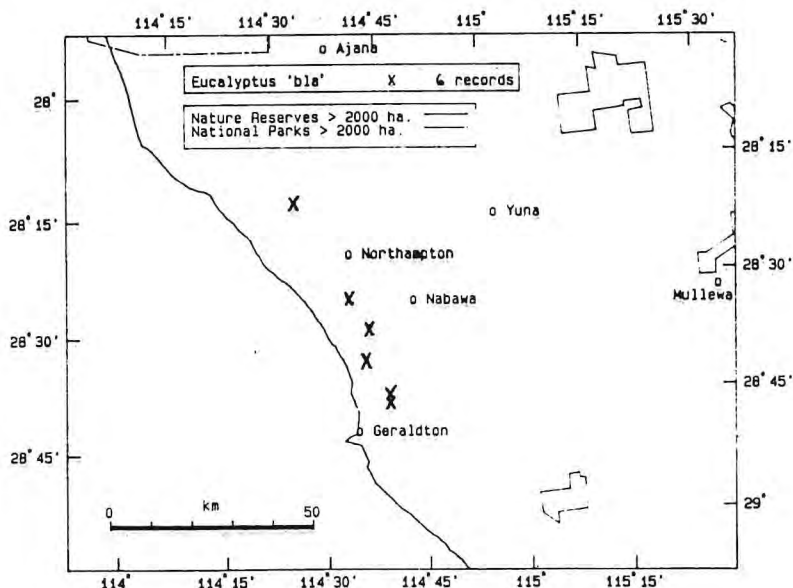 114° 15' 114° 30' 114° 45' 115° 115° 15' 115° 30'
Ajana
Eucalyptus 'bla' X 6 records
28°
Nature Reserves > 2000 ha.
National Parks > 2000 ha.
28° 15'
Yuna
28° 15'
Northampton
28° 30'
Mullewa
Nabawa
28° 30'
28° 45'
Geraldton
28° 45'
0 km 50
29°
114° 114° 15' 114° 30' 114° 45' 115° 115° 15'